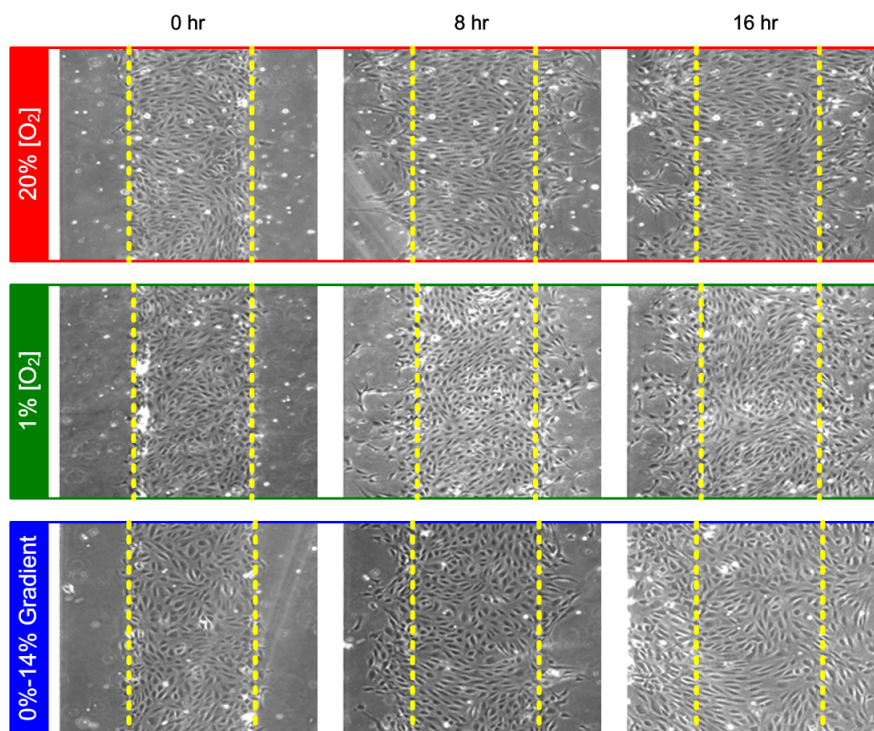 0 hr 8 hr 16 hr
20% [O₂]
1% [O₂]
0%-14% Gradient